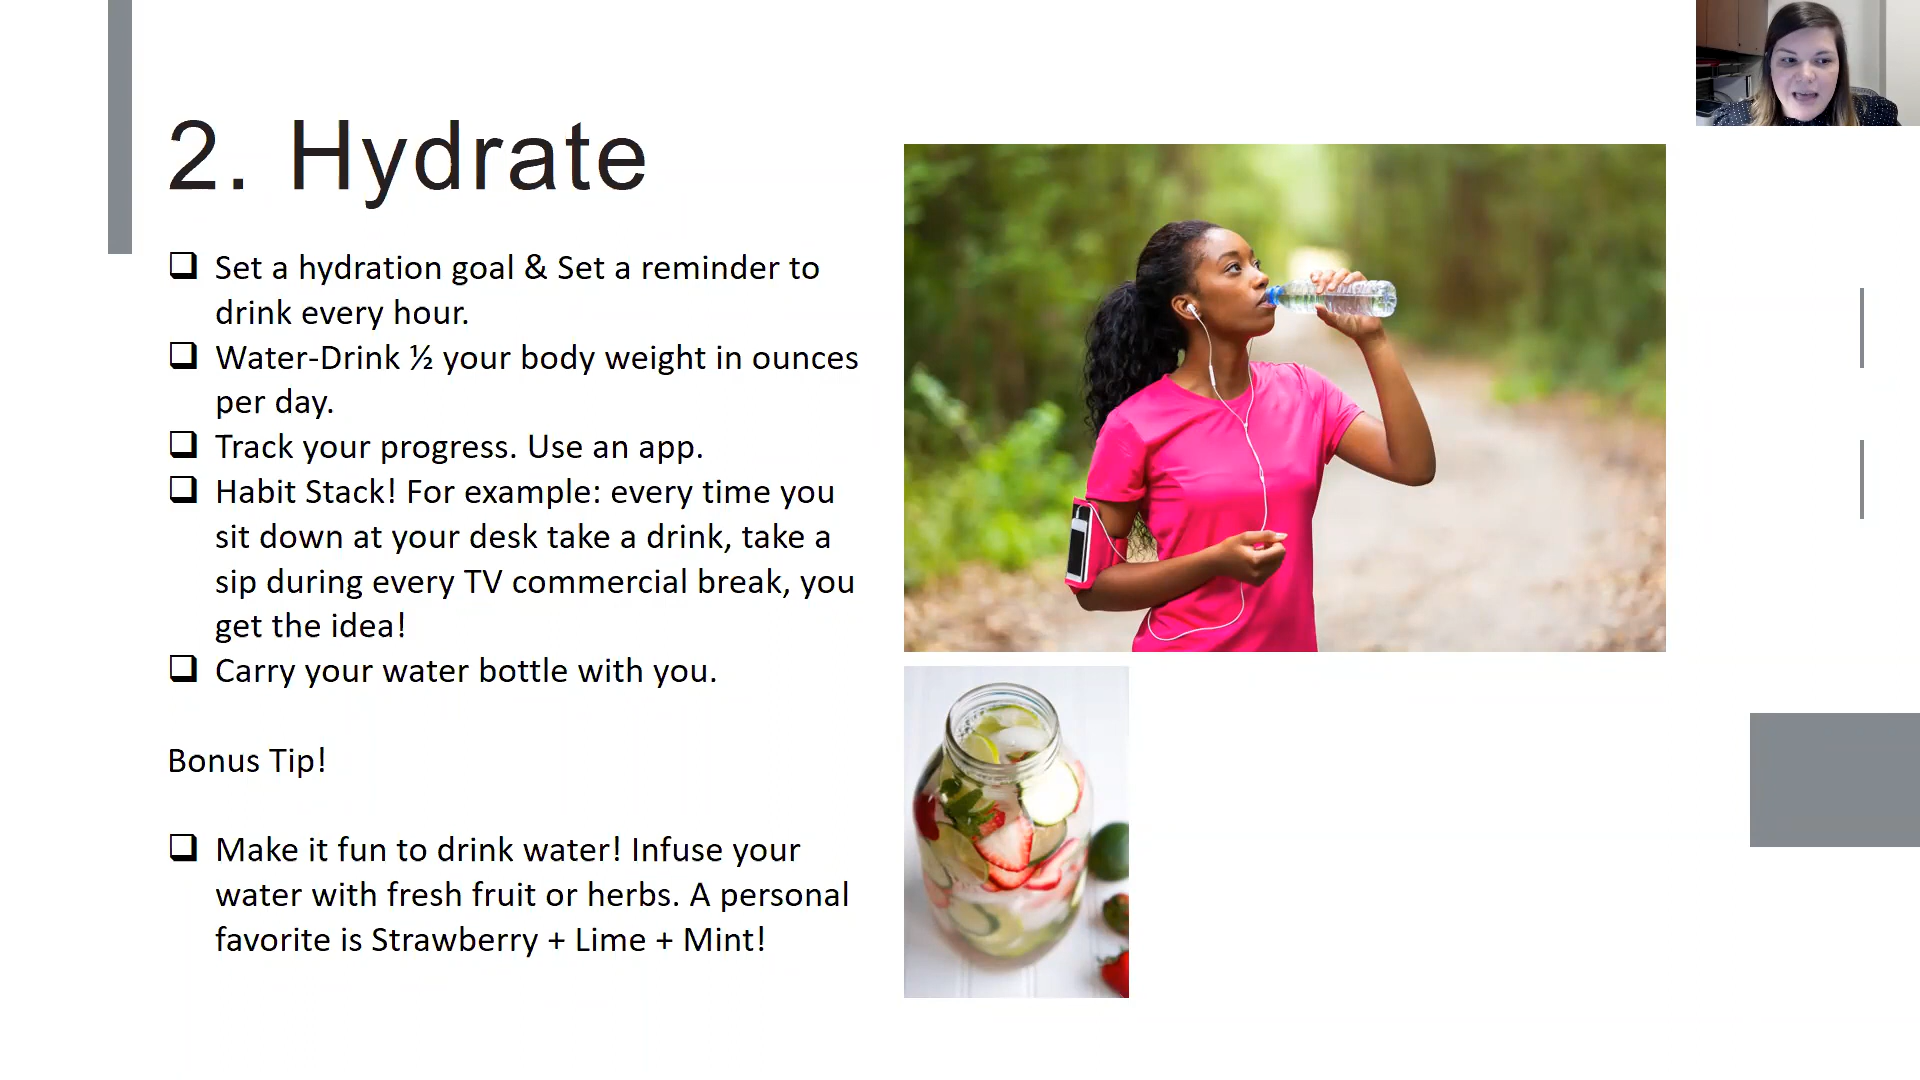 2. Hydrate
Set a hydration goal & Set a reminder to
drink every hour.
Water-Drink ½ your body weight in ounces
per day.
Track your progress. Use an app.
Habit Stack! For example: every time you
sit down at your desk take a drink, take a
sip during every TV commercial break, you
get the idea!
Carry your water bottle with you.
Bonus Tip!
Make it fun to drink water! Infuse your
water with fresh fruit or herbs. A personal
favorite is Strawberry + Lime + Mint!